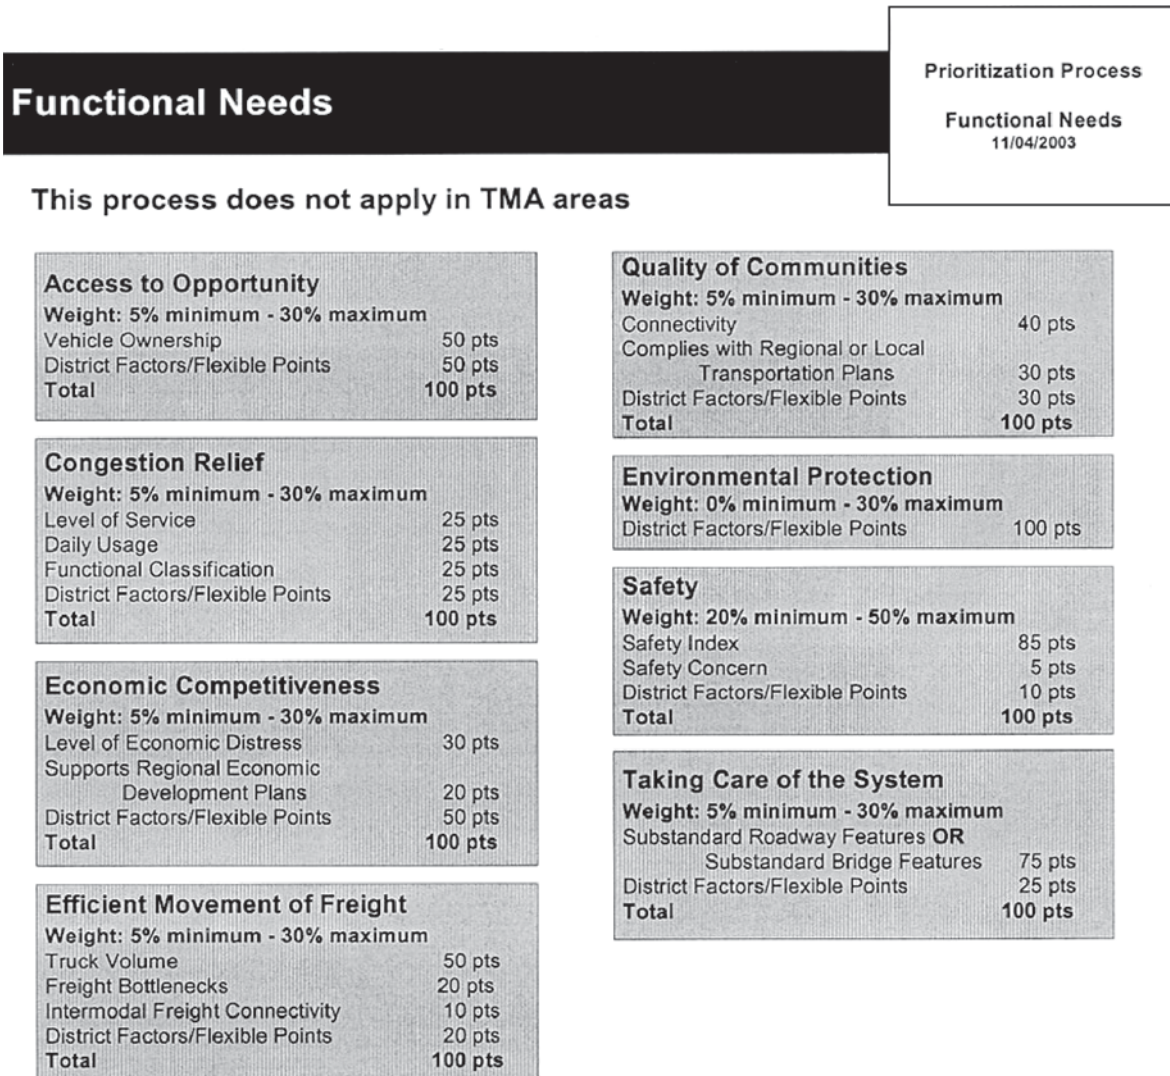 Functional Needs
Prioritization Process
Functional Needs
11/04/2003
This process does not apply in TMA areas
Access to Opportunity
Weight: 5% minimum - 30% maximum
Vehicle Ownership 50 pts
District Factors/Flexible Points 50 pts
Total 100 pts
Congestion Relief
Weight: 5% minimum - 30% maximum
Level of Service 25 pts
Daily Usage 25 pts
Functional Classification 25 pts
District Factors/Flexible Points 25 pts
Total 100 pts
Economic Competitiveness
Weight: 5% minimum - 30% maximum
Level of Economic Distress 30 pts
Supports Regional Economic
Development Plans 20 pts
District Factors/Flexible Points 50 pts
Total 100 pts
Efficient Movement of Freight
Weight: 5% minimum - 30% maximum
Truck Volume 50 pts
Freight Bottlenecks 20 pts
Intermodal Freight Connectivity 10 pts
District Factors/Flexible Points 20 pts
Total 100 pts
Quality of Communities
Weight: 5% minimum - 30% maximum
Connectivity 40 pts
Complies with Regional or Local
Transportation Plans 30 pts
District Factors/Flexible Points 30 pts
Total 100 pts
Environmental Protection
Weight: 0% minimum - 30% maximum
District Factors/Flexible Points 100 pts
Safety
Weight: 20% minimum - 50% maximum
Safety Index 85 pts
Safety Concern 5 pts
District Factors/Flexible Points 10 pts
Total 100 pts
Taking Care of the System
Weight: 5% minimum - 30% maximum
Substandard Roadway Features OR
Substandard Bridge Features 75 pts
District Factors/Flexible Points 25 pts
Total 100 pts